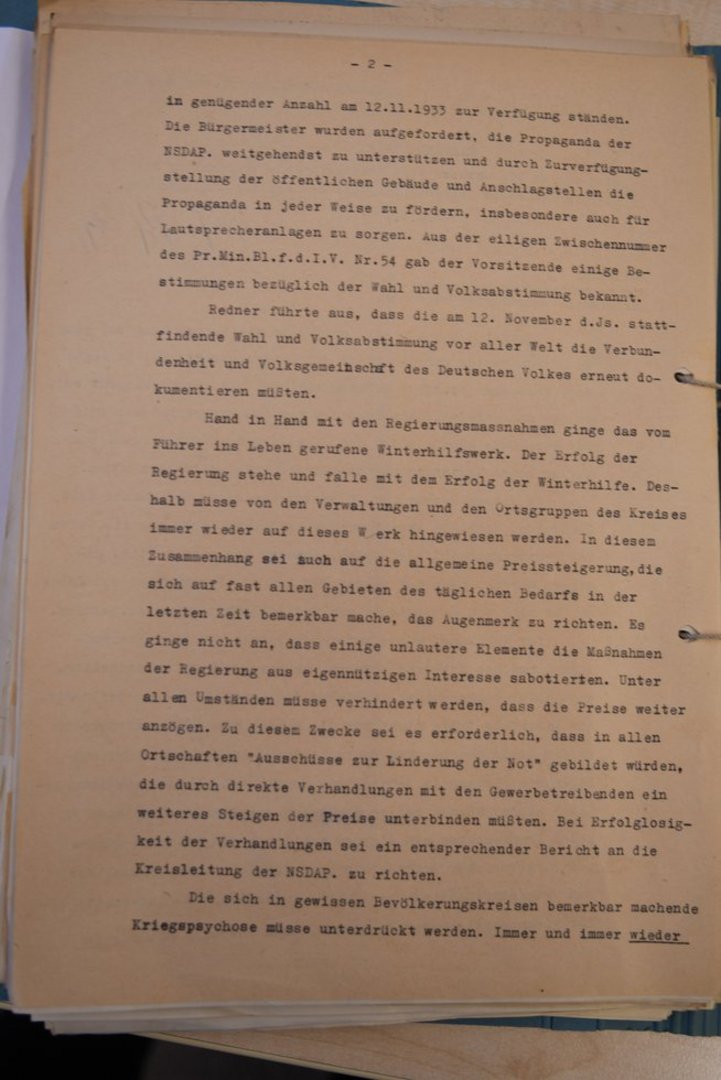 - 2 -
in genügender Anzahl am 12.11.1933 zur Verfügung ständen.
Die Bürgermeister wurden aufgefordert, die Propaganda der
NSDAP. weitgehendst zu unterstützen und durch Zurverfügung-
stellung der öffentlichen Gebäude und Anschlagstellen die
Propaganda in jeder Weise zu fördern, insbesondere auch für
Lautsprecheranlagen zu sorgen. Aus der eiligen Zwischennummer
des Pr.Min.Bl.f.d.I.V. Nr.54 gab der Vorsitzende einige Be-
stimmungen bezüglich der Wahl und Volksabstimmung bekannt.
Redner führte aus, dass die am 12. November d.Js. statt-
findende Wahl und Volksabstimmung vor aller Welt die Verbun-
denheit und Volksgemeinschaft des Deutschen Volkes erneut do-
kumentieren müßten.
Hand in Hand mit den Regierungsmassnahmen ginge das vom
Führer ins Leben gerufene Winterhilfswerk. Der Erfolg der
Regierung stehe und falle mit dem Erfolg der Winterhilfe. Des-
halb müsse von den Verwaltungen und den Ortsgruppen des Kreises
immer wieder auf dieses W erk hingewiesen werden. In diesem
Zusammenhang sei auch auf die allgemeine Preissteigerung,die
sich auf fast allen Gebieten des täglichen Bedarfs in der
letzten Zeit bemerkbar mache, das Augenmerk zu richten. Es
ginge nicht an, dass einige unlautere Elemente die Maßnahmen
der Regierung aus eigennützigen Interesse sabotierten. Unter
allen Umständen müsse verhindert werden, dass die Preise weiter
anzögen. Zu diesem Zwecke sei es erforderlich, dass in allen
Ortschaften "Ausschüsse zur Linderung der Not" gebildet würden,
die durch direkte Verhandlungen mit den Gewerbetreibenden ein
weiteres Steigen der Preise unterbinden müßten. Bei Erfolglosig-
keit der Verhandlungen sei ein entsprechender Bericht an die
Kreisleitung der NSDAP. zu richten.
Die sich in gewissen Bevölkerungskreisen bemerkbar machende
Kriegspsychose müsse unterdrückt werden. Immer und immer wieder